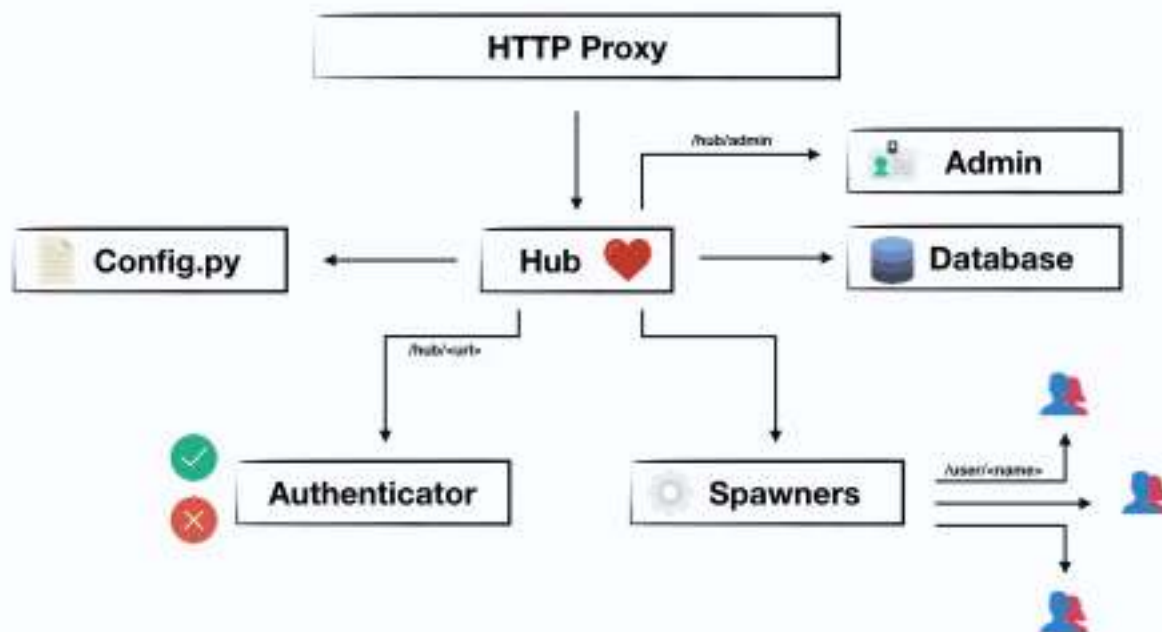 HTTP Proxy
/hub/admin
Admin
Config.py
Hub
Database
/hub/<url>
Authenticator
Spawners
/user/<name>